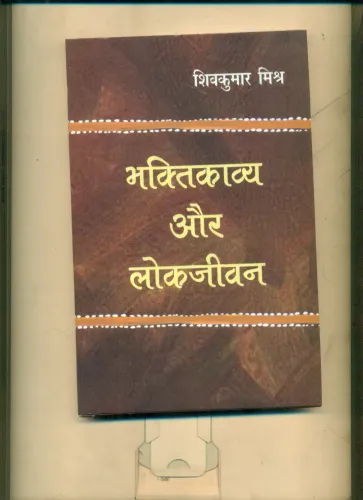 शिवकुमार मिश्र
भक्तिकाव्य
और
लोकजीवन